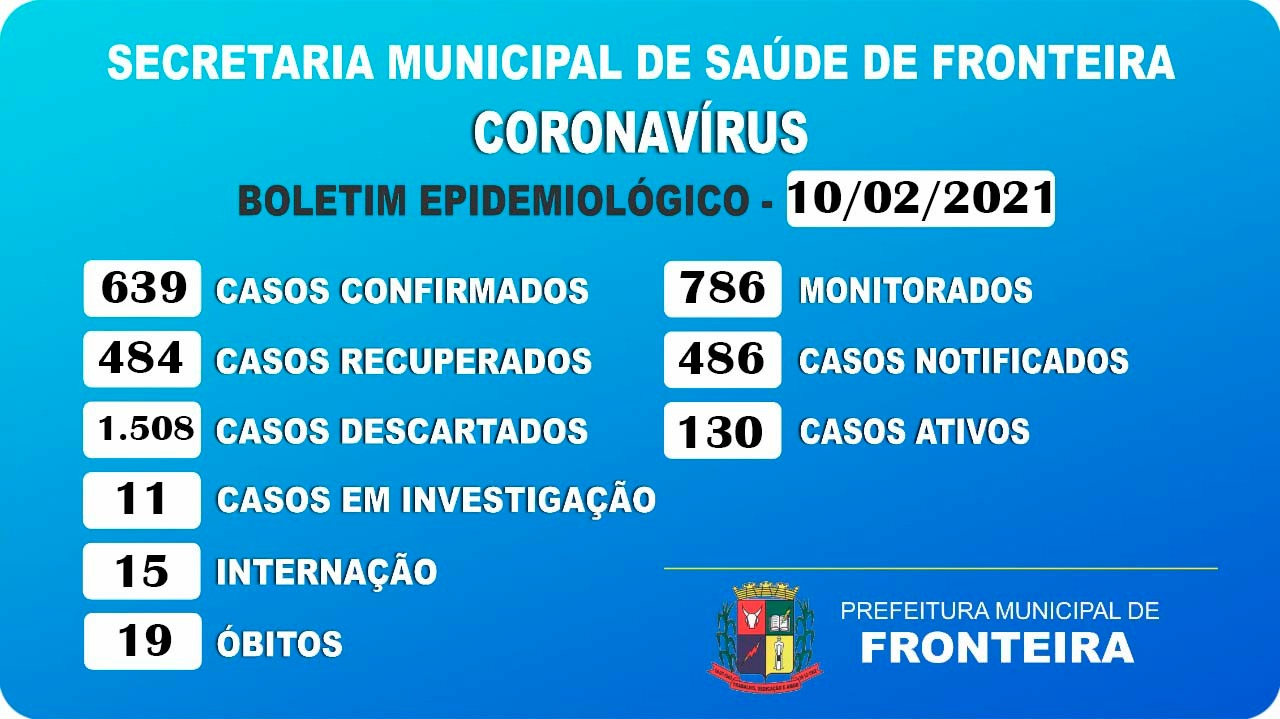 SECRETARIA MUNICIPAL DE SAÚDE DE FRONTEIRA
CORONAVÍRUS
BOLETIM EPIDEMIOLÓGICO - 10/02/2021
639 CASOS CONFIRMADOS
484 CASOS RECUPERADOS
1.508 CASOS DESCARTADOS
11 CASOS EM INVESTIGAÇÃO
15 INTERNAÇÃO
19 ÓBITOS
786 MONITORADOS
486 CASOS NOTIFICADOS
130 CASOS ATIVOS
PREFEITURA MUNICIPAL DE
FRONTEIRA